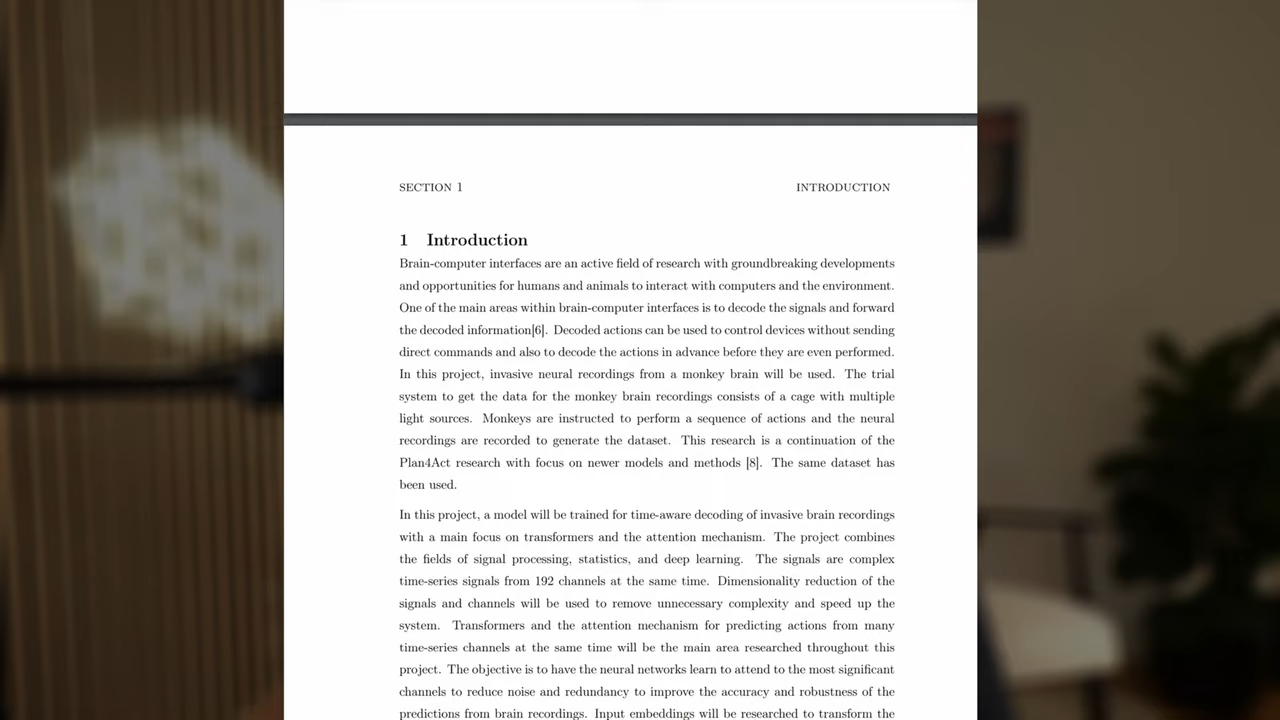 SECTION 1
INTRODUCTION
1 Introduction
Brain-computer interfaces are an active field of research with groundbreaking developments
and opportunities for humans and animals to interact with computers and the environment.
One of the main areas within brain-computer interfaces is to decode the signals and forward
the decoded information[6]. Decoded actions can be used to control devices without sending
direct commands and also to decode the actions in advance before they are even performed.
In this project, invasive neural recordings from a monkey brain will be used. The trial
system to get the data for the monkey brain recordings consists of a cage with multiple
light sources. Monkeys are instructed to perform a sequence of actions and the neural
recordings are recorded to generate the dataset. This research is a continuation of the
Plan4Act research with focus on newer models and methods [8]. The same dataset has
been used.
In this project, a model will be trained for time-aware decoding of invasive brain recordings
with a main focus on transformers and the attention mechanism. The project combines
the fields of signal processing, statistics, and deep learning. The signals are complex
time-series signals from 192 channels at the same time. Dimensionality reduction of the
signals and channels will be used to remove unnecessary complexity and speed up the
system. Transformers and the attention mechanism for predicting actions from many
time-series channels at the same time will be the main area researched throughout this
project. The objective is to have the neural networks learn to attend to the most significant
channels to reduce noise and redundancy to improve the accuracy and robustness of the
predictions from brain recordings. Input embeddings will be researched to transform the